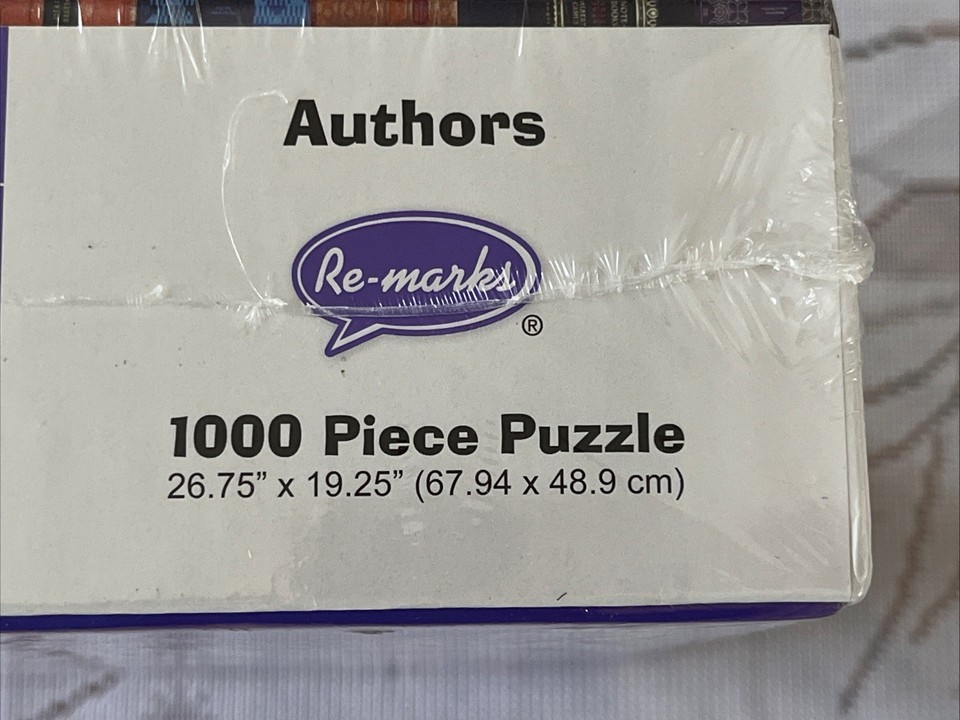 Authors
Re-marks
®
1000 Piece Puzzle
26.75” x 19.25” (67.94 x 48.9 cm)